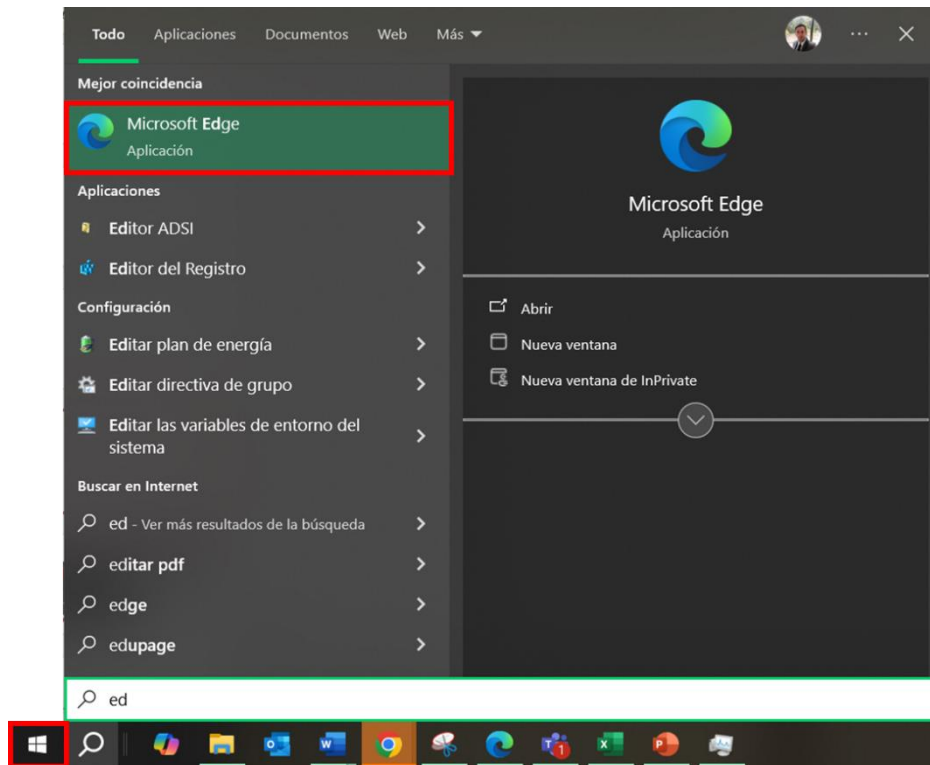 Todo Aplicaciones Documentos Web Más
Mejor coincidencia
Microsoft Edge
Aplicación
Aplicaciones
Editor ADSI
Editor del Registro
Configuración
Editar plan de energía
Editar directiva de grupo
Editar las variables de entorno del
sistema
Buscar en Internet
ed - Ver más resultados de la búsqueda
editar pdf
edge
edupage
ed
Microsoft Edge
Aplicación
Abrir
Nueva ventana
Nueva ventana de InPrivate
1